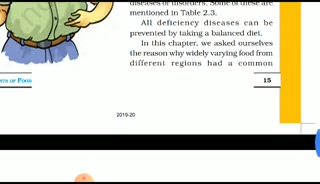 diseases or disorders. Some of these are
mentioned in Table 2.3.
All deficiency diseases can be
prevented by taking a balanced diet.
In this chapter, we asked ourselves
the reason why widely varying food from
different regions had a common
OF FOOD
15
2019-20